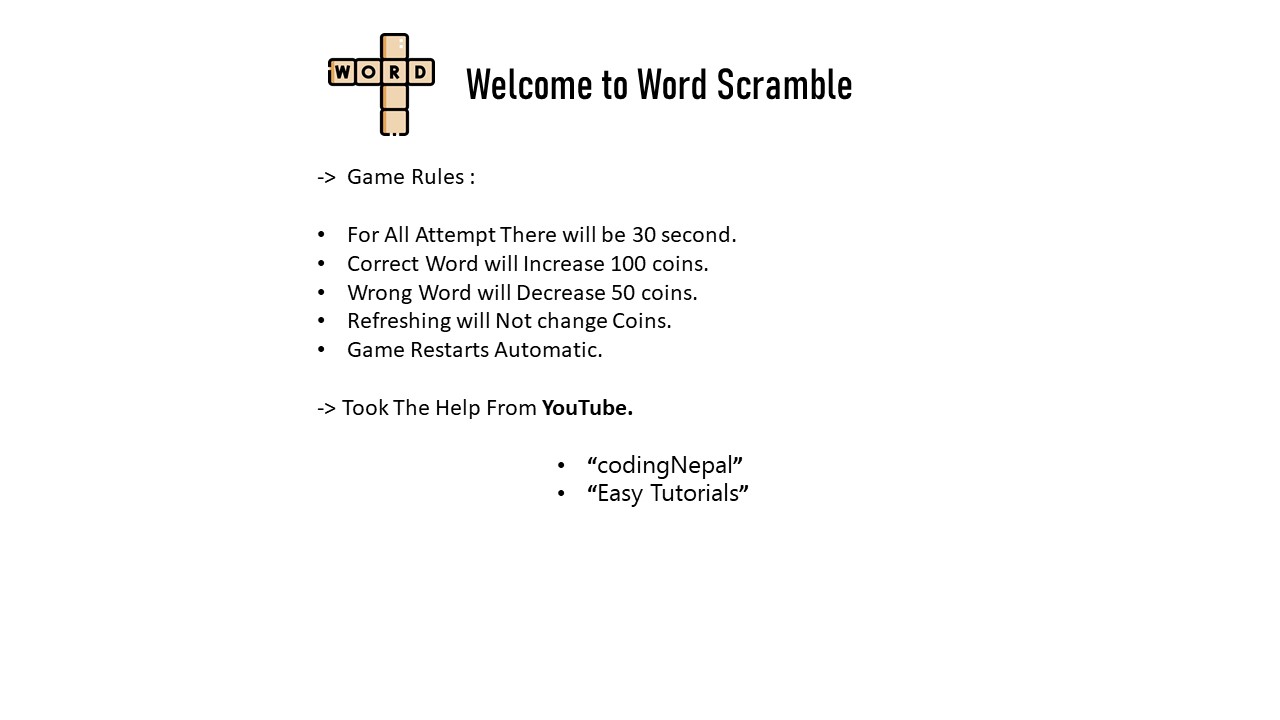 WORD
Welcome to Word Scramble
-> Game Rules :
• For All Attempt There will be 30 second.
• Correct Word will Increase 100 coins.
• Wrong Word will Decrease 50 coins.
• Refreshing will Not change Coins.
• Game Restarts Automatic.
-> Took The Help From YouTube.
• “codingNepal”
• “Easy Tutorials”